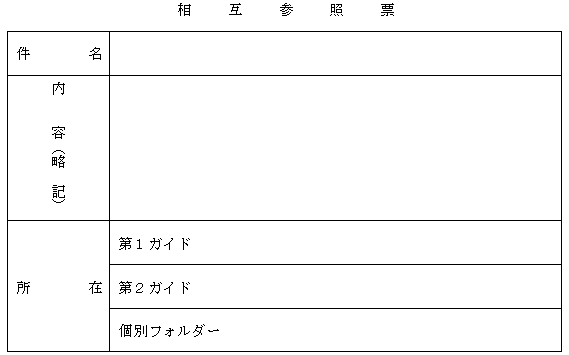 相互参照票
件名
内容(略記)
第1ガイド
所在
第2ガイド
個別フォルダー